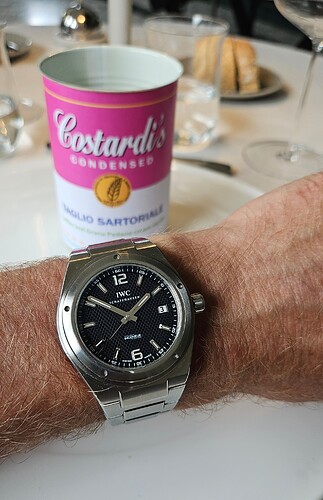 Costardi's
CONDENSED
TAGLIO SARTORIALE
12
IWC
SCHAFFHAUSEN
6